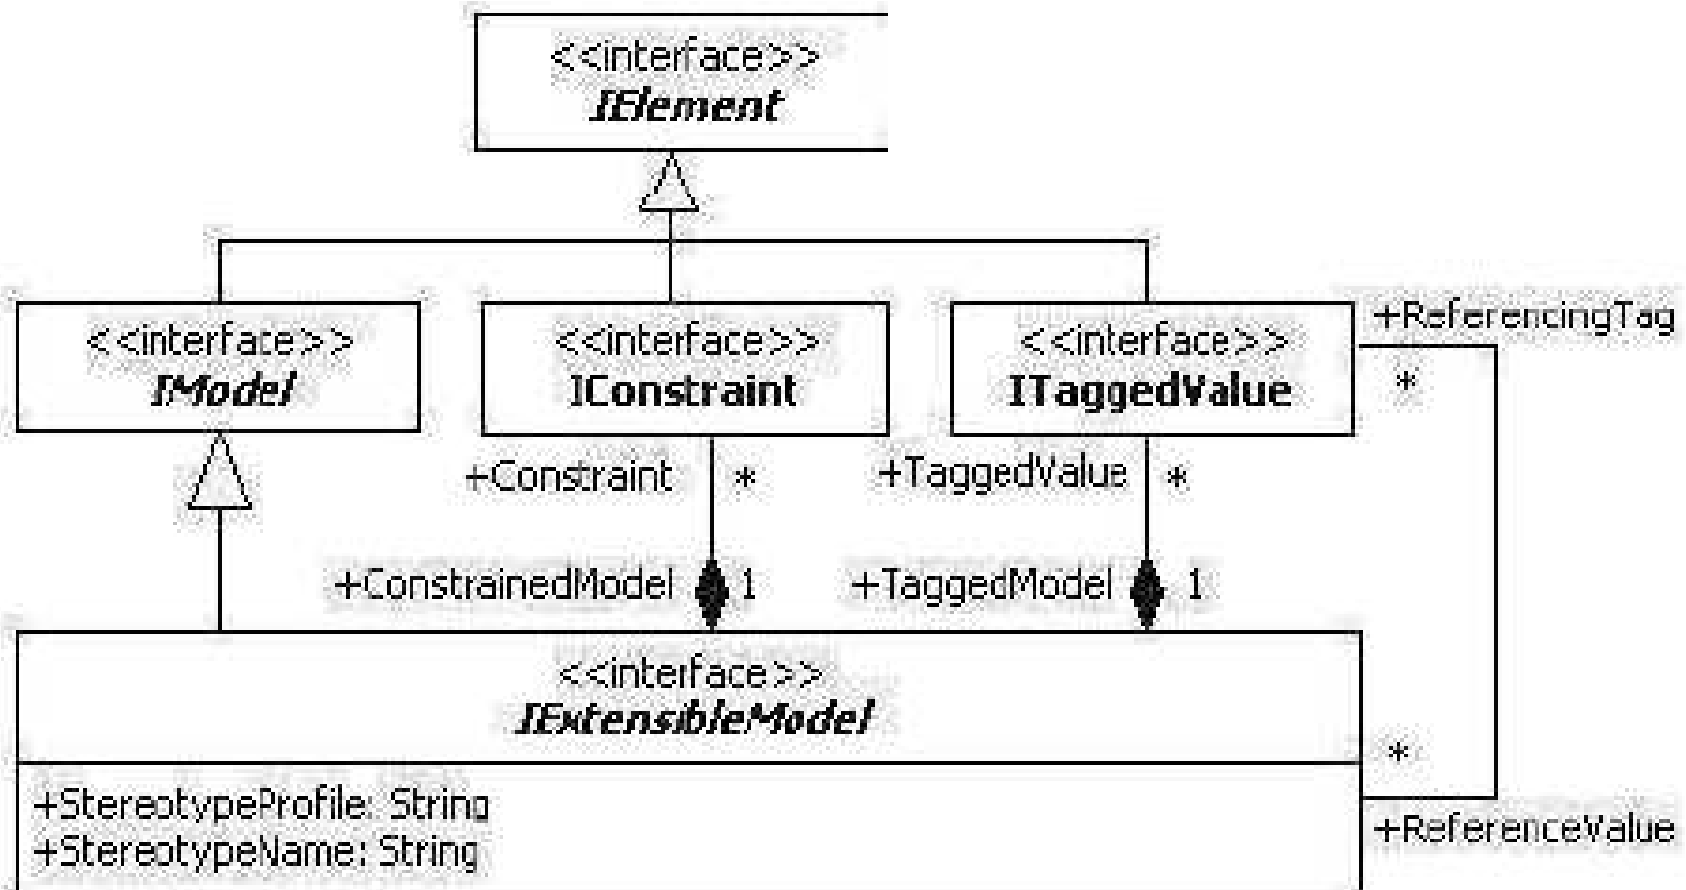 <<interface>>
IElement
<<interface>>
IModel
<<interface>>
IConstraint
<<interface>>
ITaggedValue
+ReferencingTag
*
+Constraint
*
+TaggedValue
*
+ConstrainedModel
1
+TaggedModel
1
<<interface>>
IExtensibleModel
*
+StereotypeProfile: String
+StereotypeName: String
+ReferenceValue